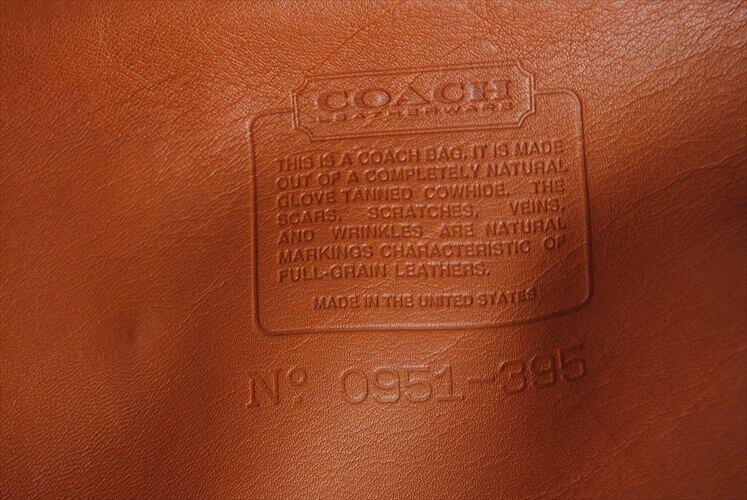 COACH
LEATHERWARE
THIS IS A COACH BAG. IT IS MADE
OUT OF A COMPLETELY NATURAL
GLOVE TANNED COWHIDE. THE
SCARS, SCRATCHES, VEINS,
AND WRINKLES ARE NATURAL
MARKINGS CHARACTERISTIC OF
FULL-GRAIN LEATHERS.
MADE IN THE UNITED STATES
Nº 0951-395